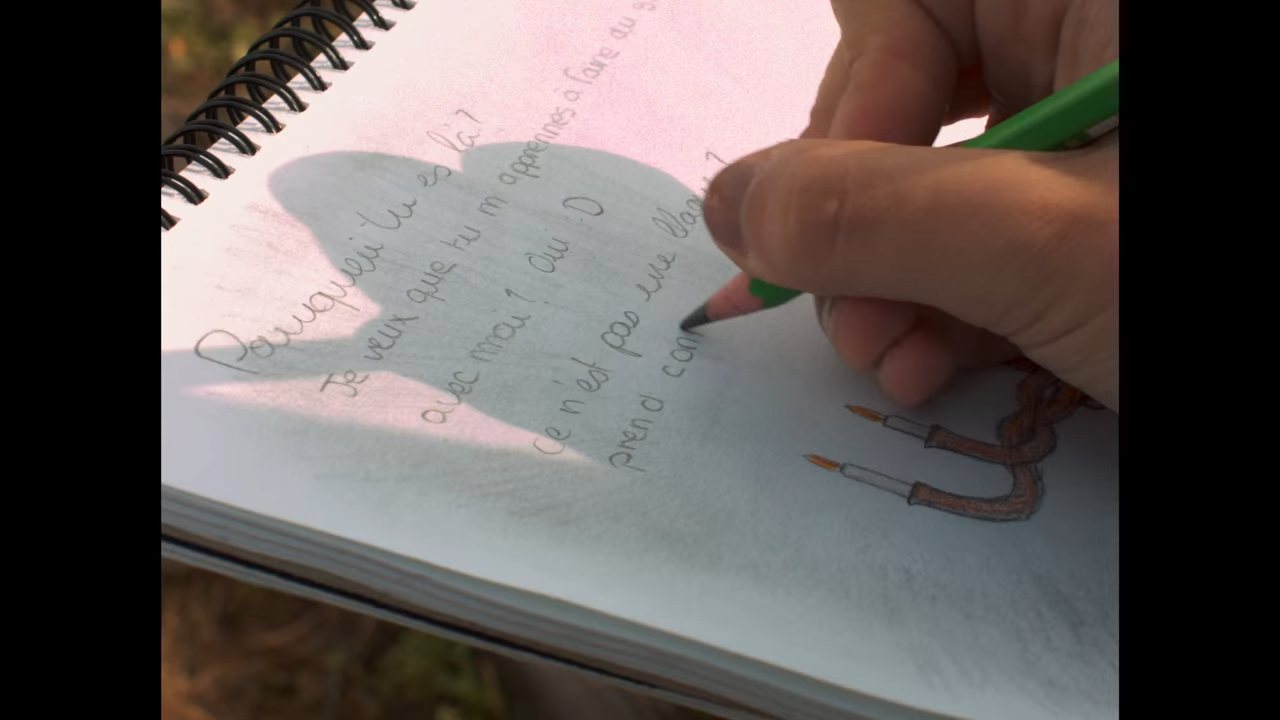 Pourquoi tu es là?
Je veux que tu m'apprennes à faire du
avec moi? Oui :D
ce n'est pas une
prend